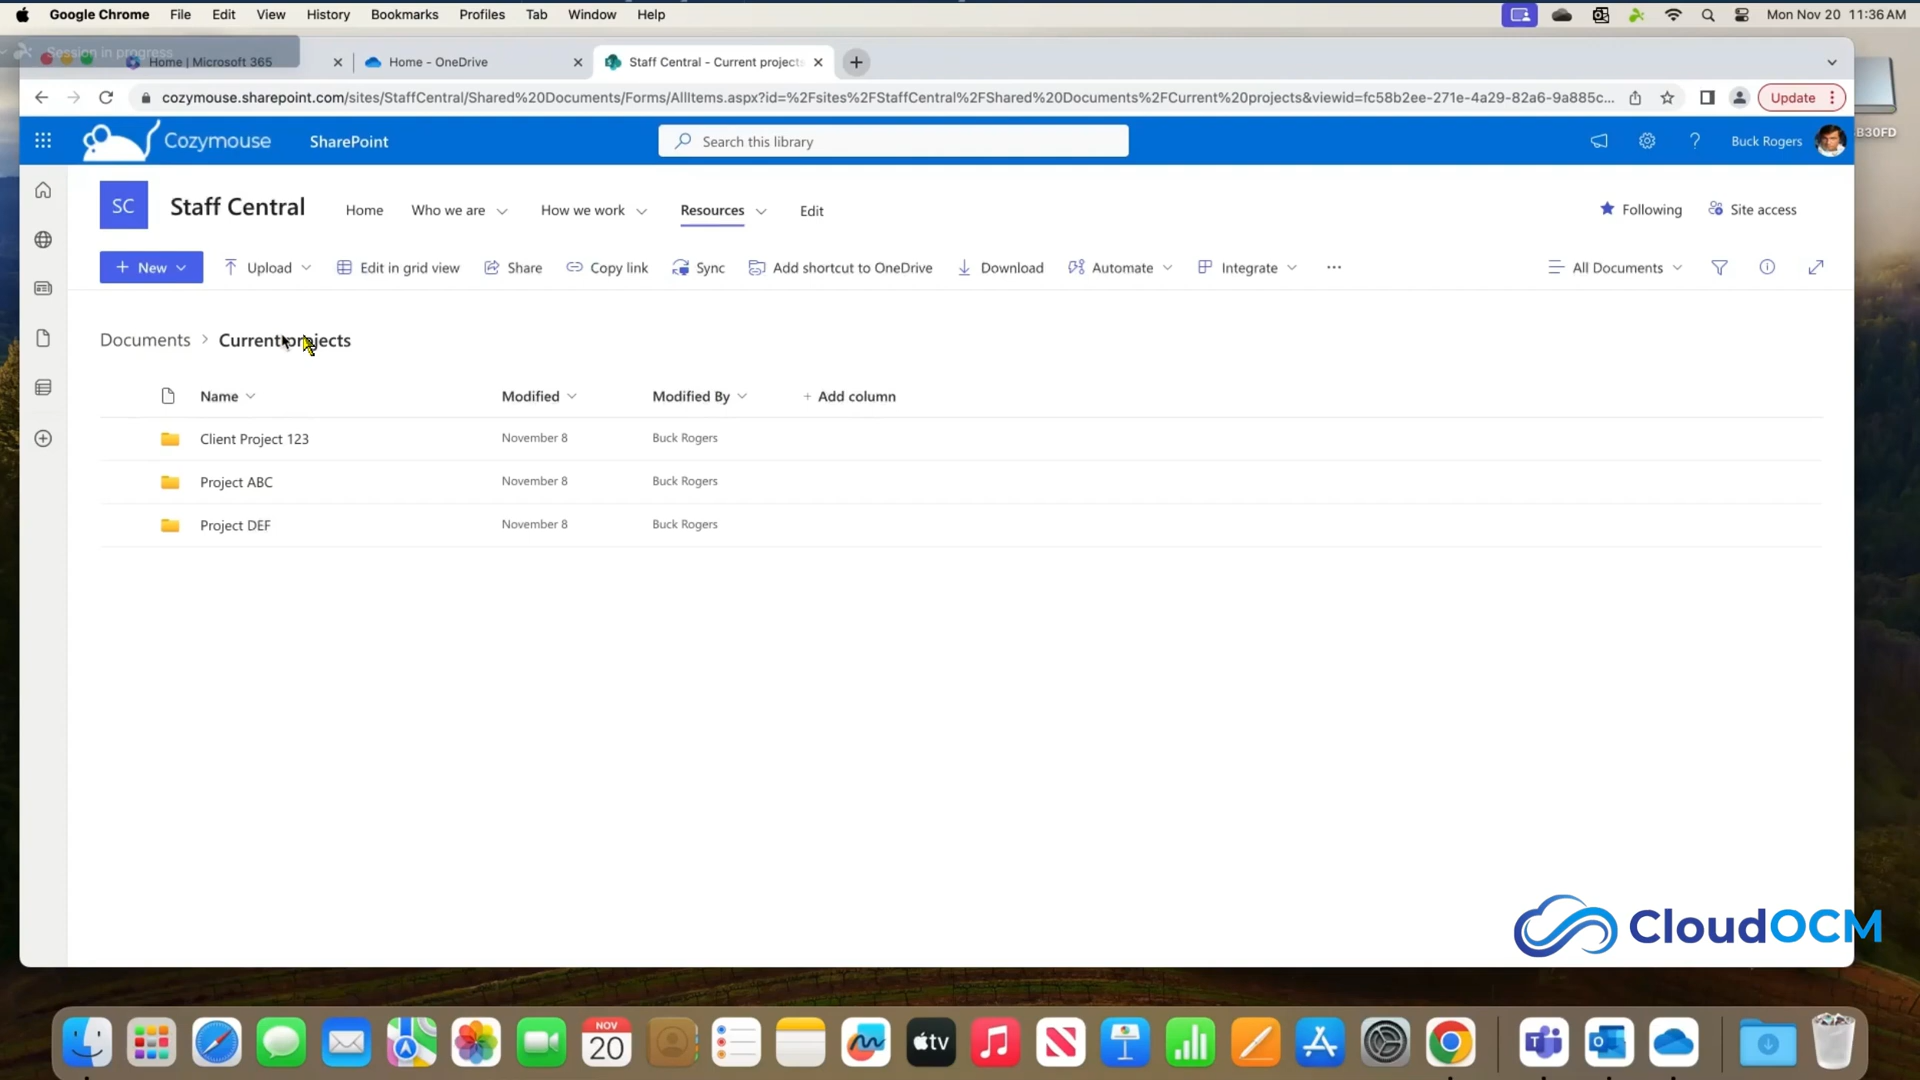 Google Chrome File Edit View History Bookmarks Profiles Tab Window Help Mon Nov 20 11:36 AM
Session in progress
Home | Microsoft 365 Home - OneDrive Staff Central - Current projects
cozymouse.sharepoint.com/sites/StaffCentral/Shared%20Documents/Forms/AllItems.aspx?id=%2Fsites%2FStaffCentral%2FShared%20Documents%2FCurrent%20projects&viewid=fc58b2ee-271e-4a29-82a6-9a885c... Update
B30FD
Cozymouse SharePoint Search this library ? Buck Rogers
SC Staff Central Home Who we are How we work Resources Edit Following Site access
+ New Upload Edit in grid view Share Copy link Sync Add shortcut to OneDrive Download Automate Integrate ... All Documents
Documents > Current projects
Name Modified Modified By + Add column
Client Project 123 November 8 Buck Rogers
Project ABC November 8 Buck Rogers
Project DEF November 8 Buck Rogers
CloudOCM
NOV
20
tv